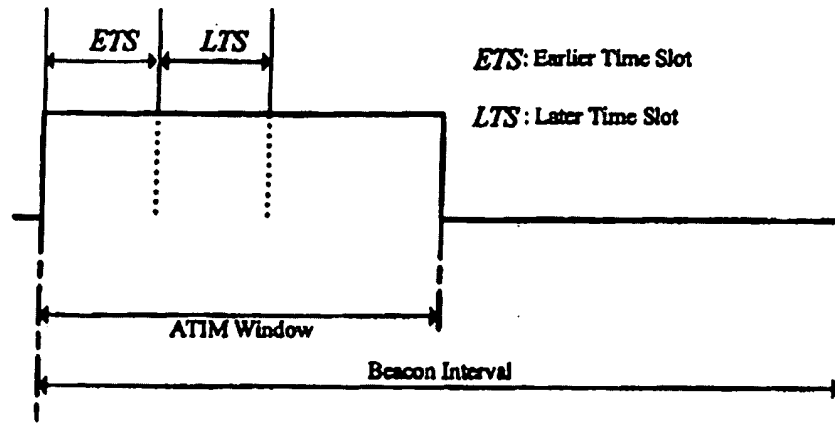 ETS
LTS
ETS: Earlier Time Slot
LTS: Later Time Slot
ATIM Window
Beacon Interval